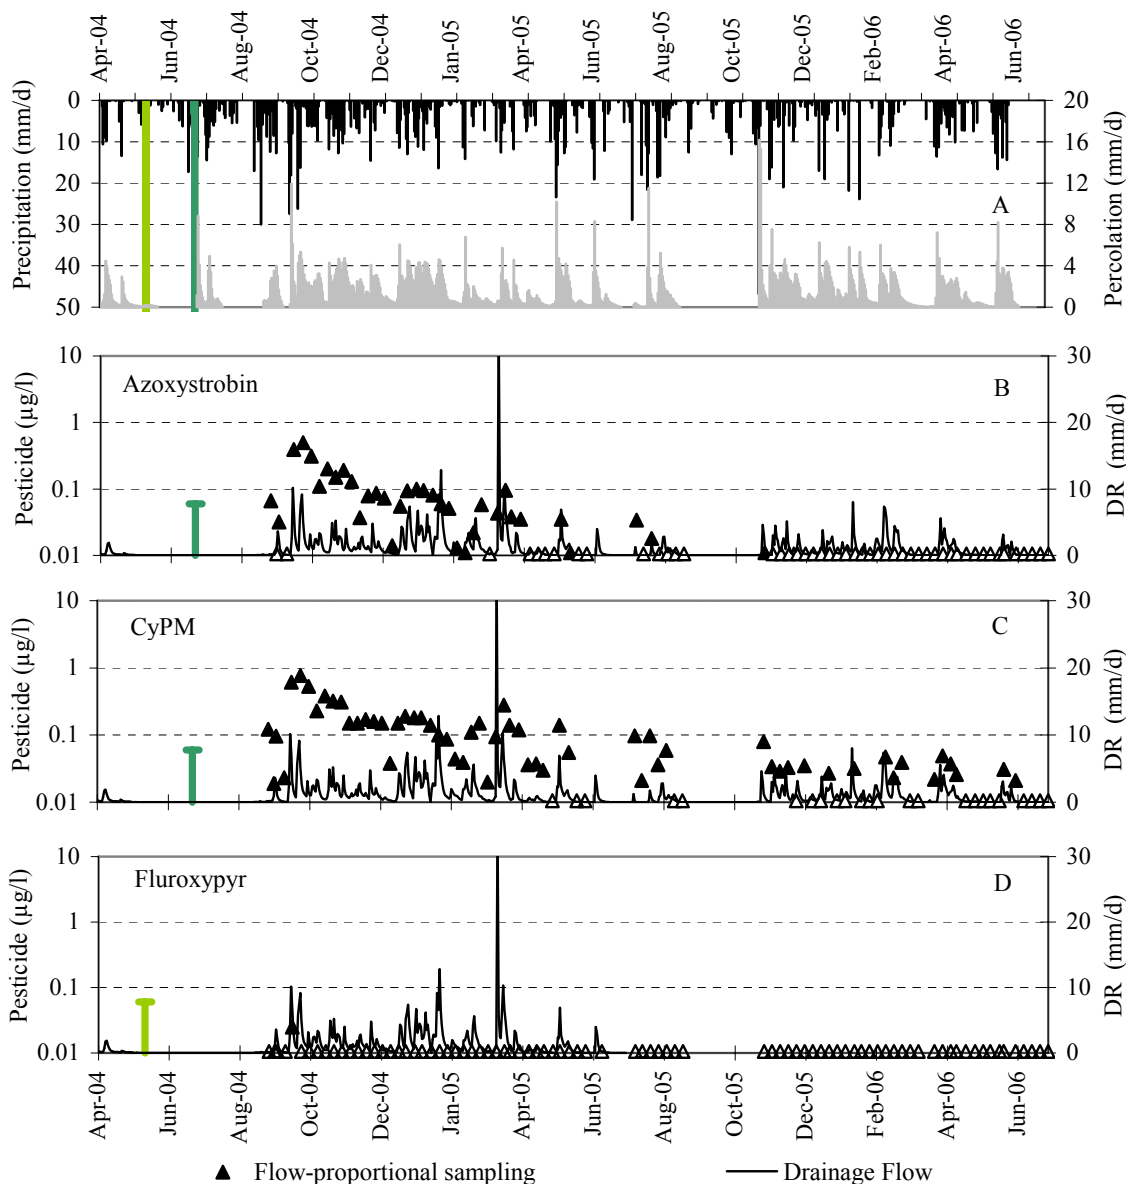 Apr-04 Jun-04 Aug-04 Oct-04 Dec-04 Jan-05 Apr-05 Jun-05 Aug-05 Oct-05 Dec-05 Feb-06 Apr-06 Jun-06
Precipitation (mm/d)
0
10
20
30
40
50
A
20
16
12
8
4
0
Percolation (mm/d)
Pesticide (µg/l)
10
1
0.1
0.01
Azoxystrobin
B
30
20
10
0
DR (mm/d)
Pesticide (µg/l)
10
1
0.1
0.01
CyPM
C
30
20
10
0
DR (mm/d)
Pesticide (µg/l)
10
1
0.1
0.01
Fluroxypyr
D
30
20
10
0
DR (mm/d)
Apr-04 Jun-04 Aug-04 Oct-04 Dec-04 Jan-05 Apr-05 Jun-05 Aug-05 Oct-05 Dec-05 Feb-06 Apr-06 Jun-06
Flow-proportional sampling Drainage Flow